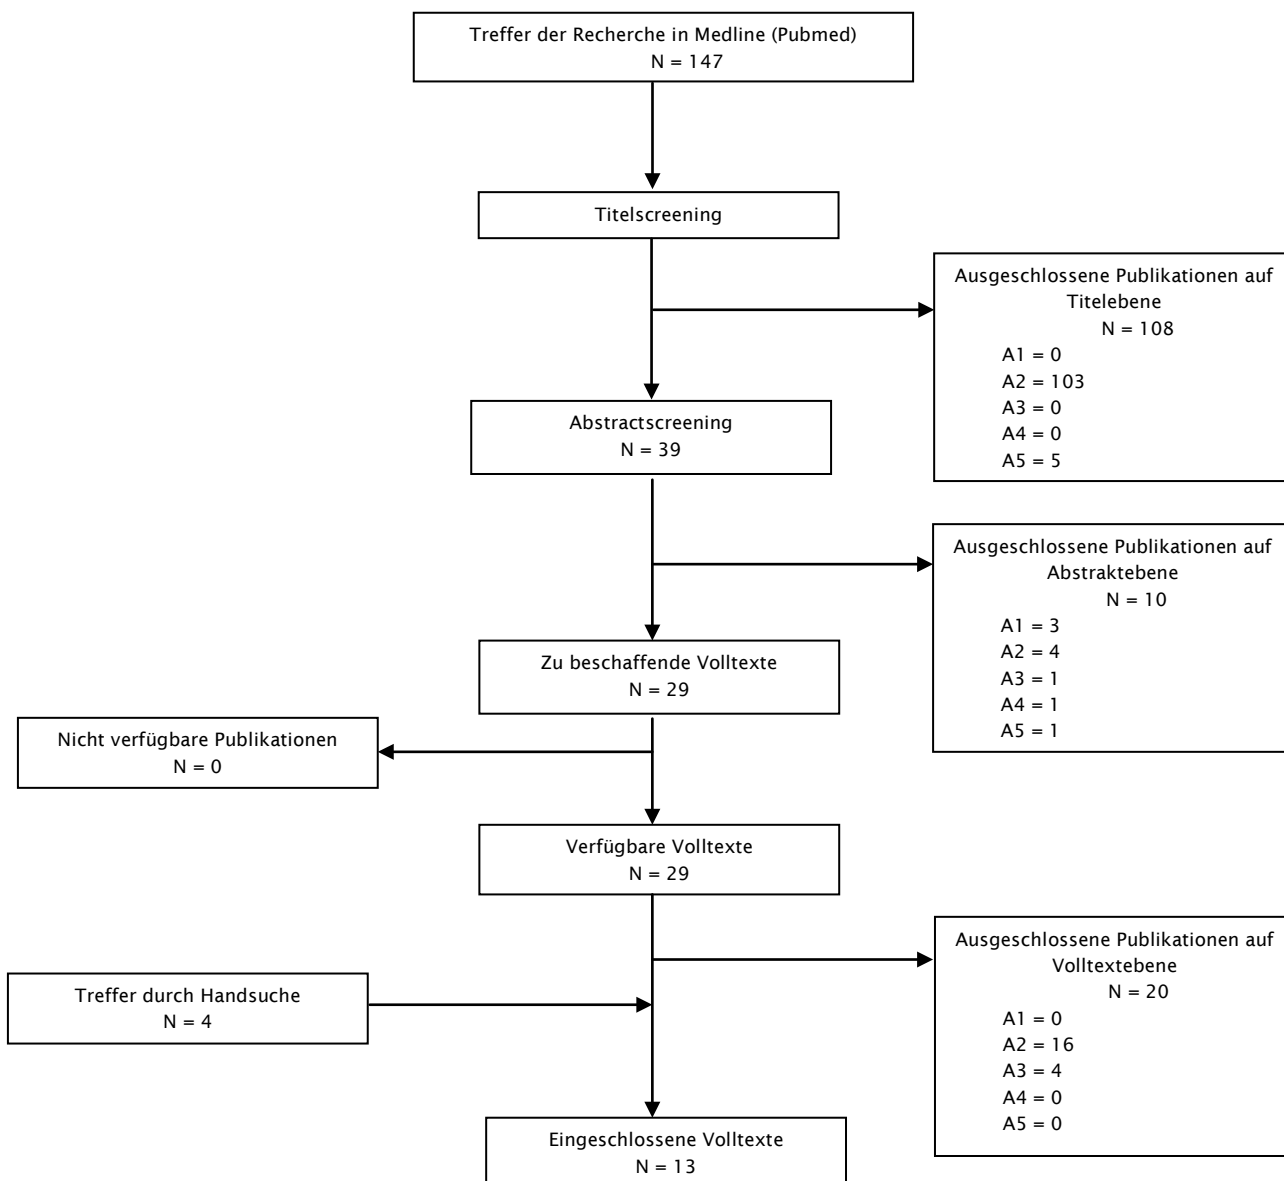 Treffer der Recherche in Medline (Pubmed)
N = 147
Titelscreening
Ausgeschlossene Publikationen auf
Titelebene
N = 108
A1 = 0
A2 = 103
A3 = 0
A4 = 0
A5 = 5
Abstractscreening
N = 39
Ausgeschlossene Publikationen auf
Abstraktebene
N = 10
A1 = 3
A2 = 4
A3 = 1
A4 = 1
A5 = 1
Zu beschaffende Volltexte
N = 29
Nicht verfügbare Publikationen
N = 0
Verfügbare Volltexte
N = 29
Ausgeschlossene Publikationen auf
Volltextebene
N = 20
A1 = 0
A2 = 16
A3 = 4
A4 = 0
A5 = 0
Treffer durch Handsuche
N = 4
Eingeschlossene Volltexte
N = 13